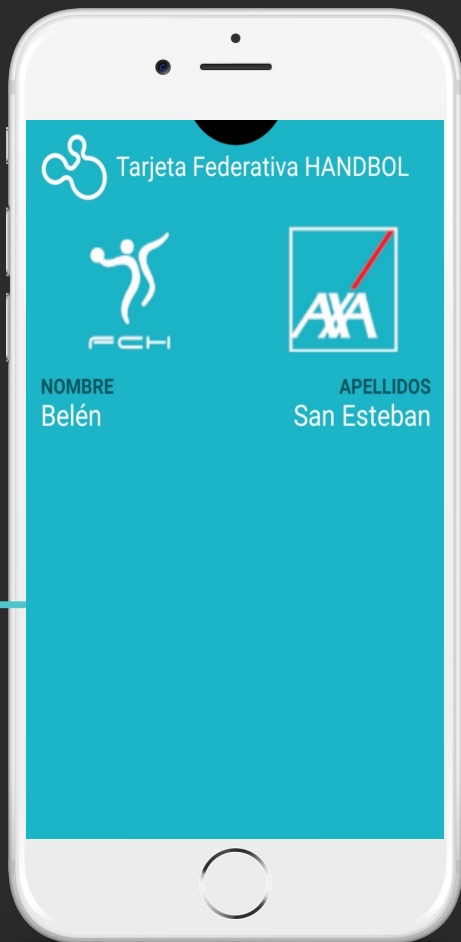 Tarjeta Federativa HANDBOL
FCH
AXA
NOMBRE
APELLIDOS
Belén
San Esteban